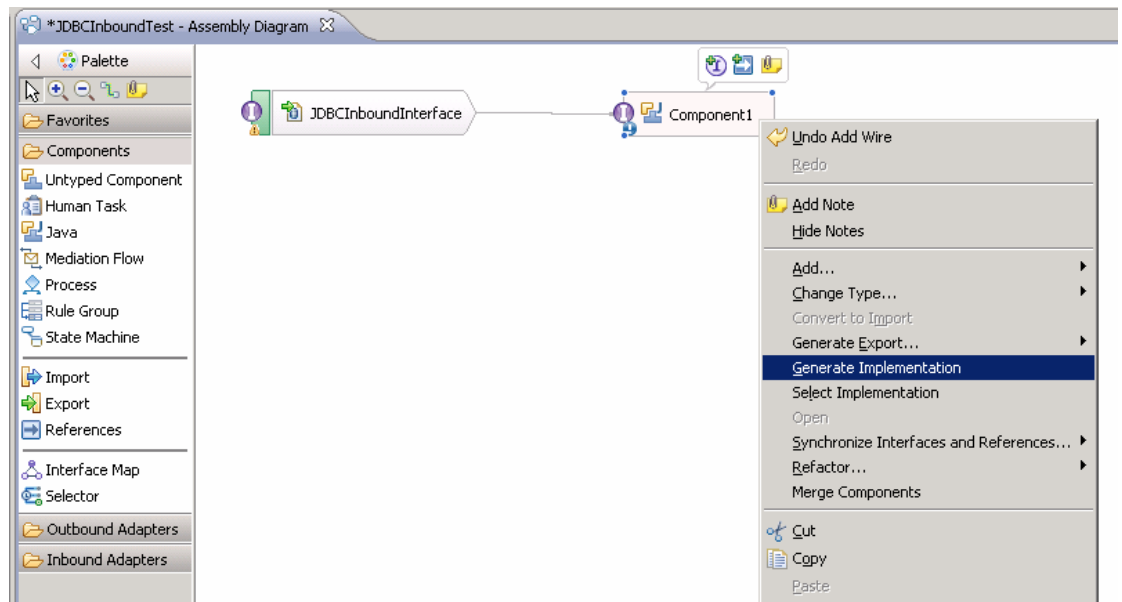 *JDBCInboundTest - Assembly Diagram
Palette
Favorites
Components
Untyped Component
Human Task
Java
Mediation Flow
Process
Rule Group
State Machine
Import
Export
References
Interface Map
Selector
Outbound Adapters
Inbound Adapters
JDBCInboundInterface
Component1
Undo Add Wire
Redo
Add Note
Hide Notes
Add...
Change Type...
Convert to Import
Generate Export...
Generate Implementation
Select Implementation
Open
Synchronize Interfaces and References...
Refactor...
Merge Components
Cut
Copy
Paste